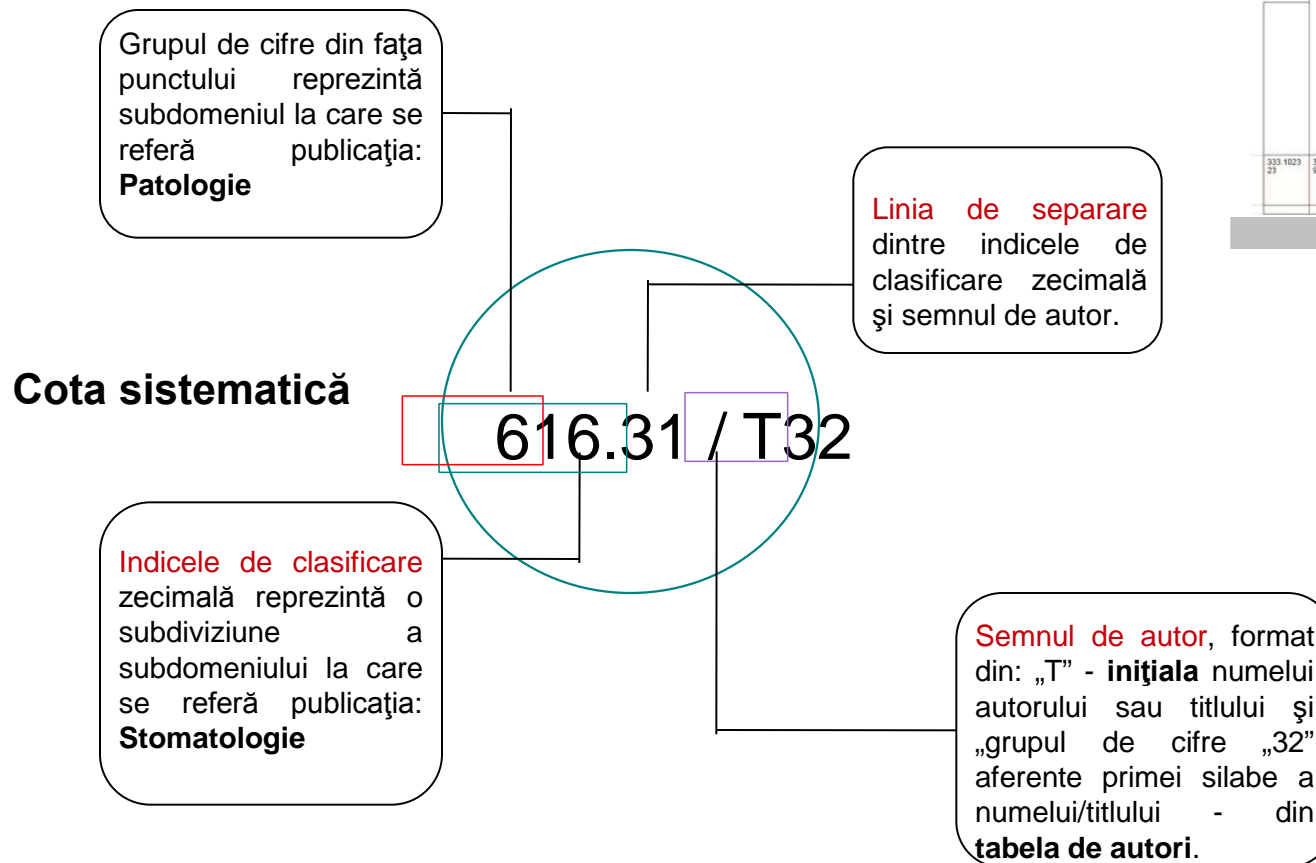 Grupul de cifre din faţa
punctului reprezintă
subdomeniul la care se
referă publicaţia:
Patologie
333.1023
23
Linia de separare
dintre indicele de
clasificare zecimală
şi semnul de autor.
Cota sistematică
616.31 / T32
Indicele de clasificare
zecimală reprezintă o
subdiviziune a
subdomeniului la care
se referă publicaţia:
Stomatologie
Semnul de autor, format
din: „T” - iniţiala numelui
autorului sau titlului şi
„grupul de cifre „32”
aferente primei silabe a
numelui/titlului - din
tabela de autori.